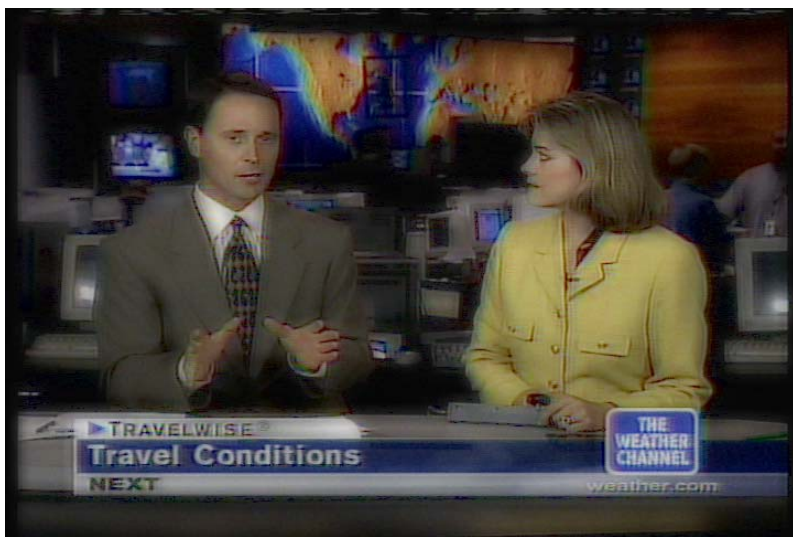 TRAVELWISE®
Travel Conditions
NEXT
THE
WEATHER
CHANNEL
weather.com